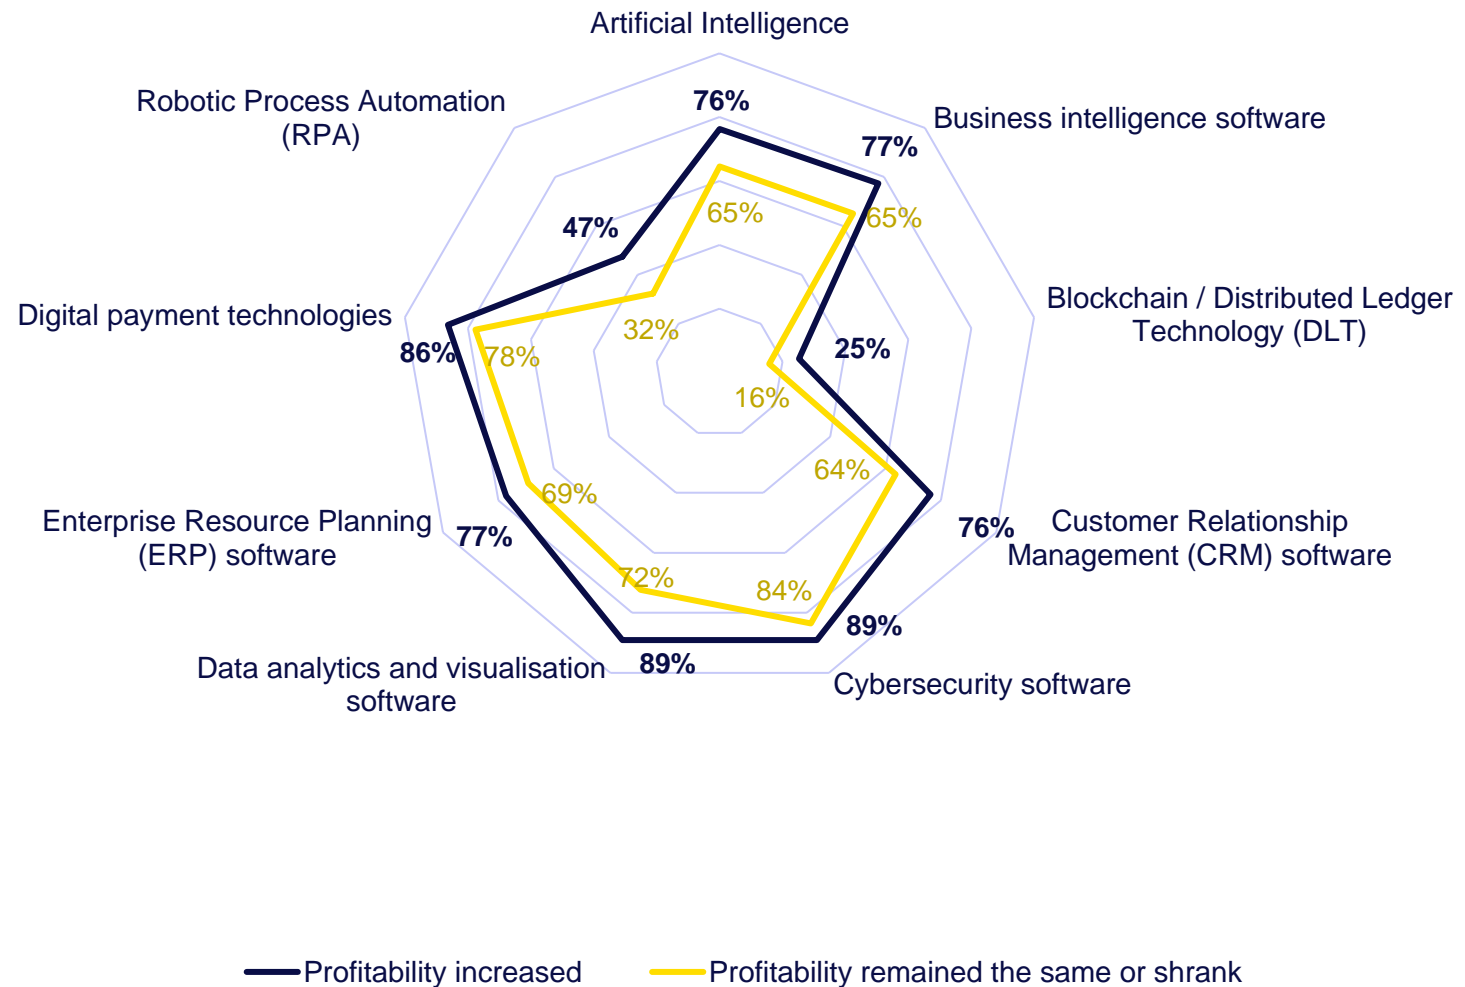 Artificial Intelligence
76%
Robotic Process Automation
(RPA)
Business intelligence software
77%
65%
65%
47%
32%
Blockchain / Distributed Ledger
Technology (DLT)
25%
16%
Digital payment technologies
86%
78%
64%
69%
Enterprise Resource Planning
(ERP) software
77%
Customer Relationship
Management (CRM) software
76%
72%
84%
89%
89%
Data analytics and visualisation
software
Cybersecurity software
Profitability increased
Profitability remained the same or shrank